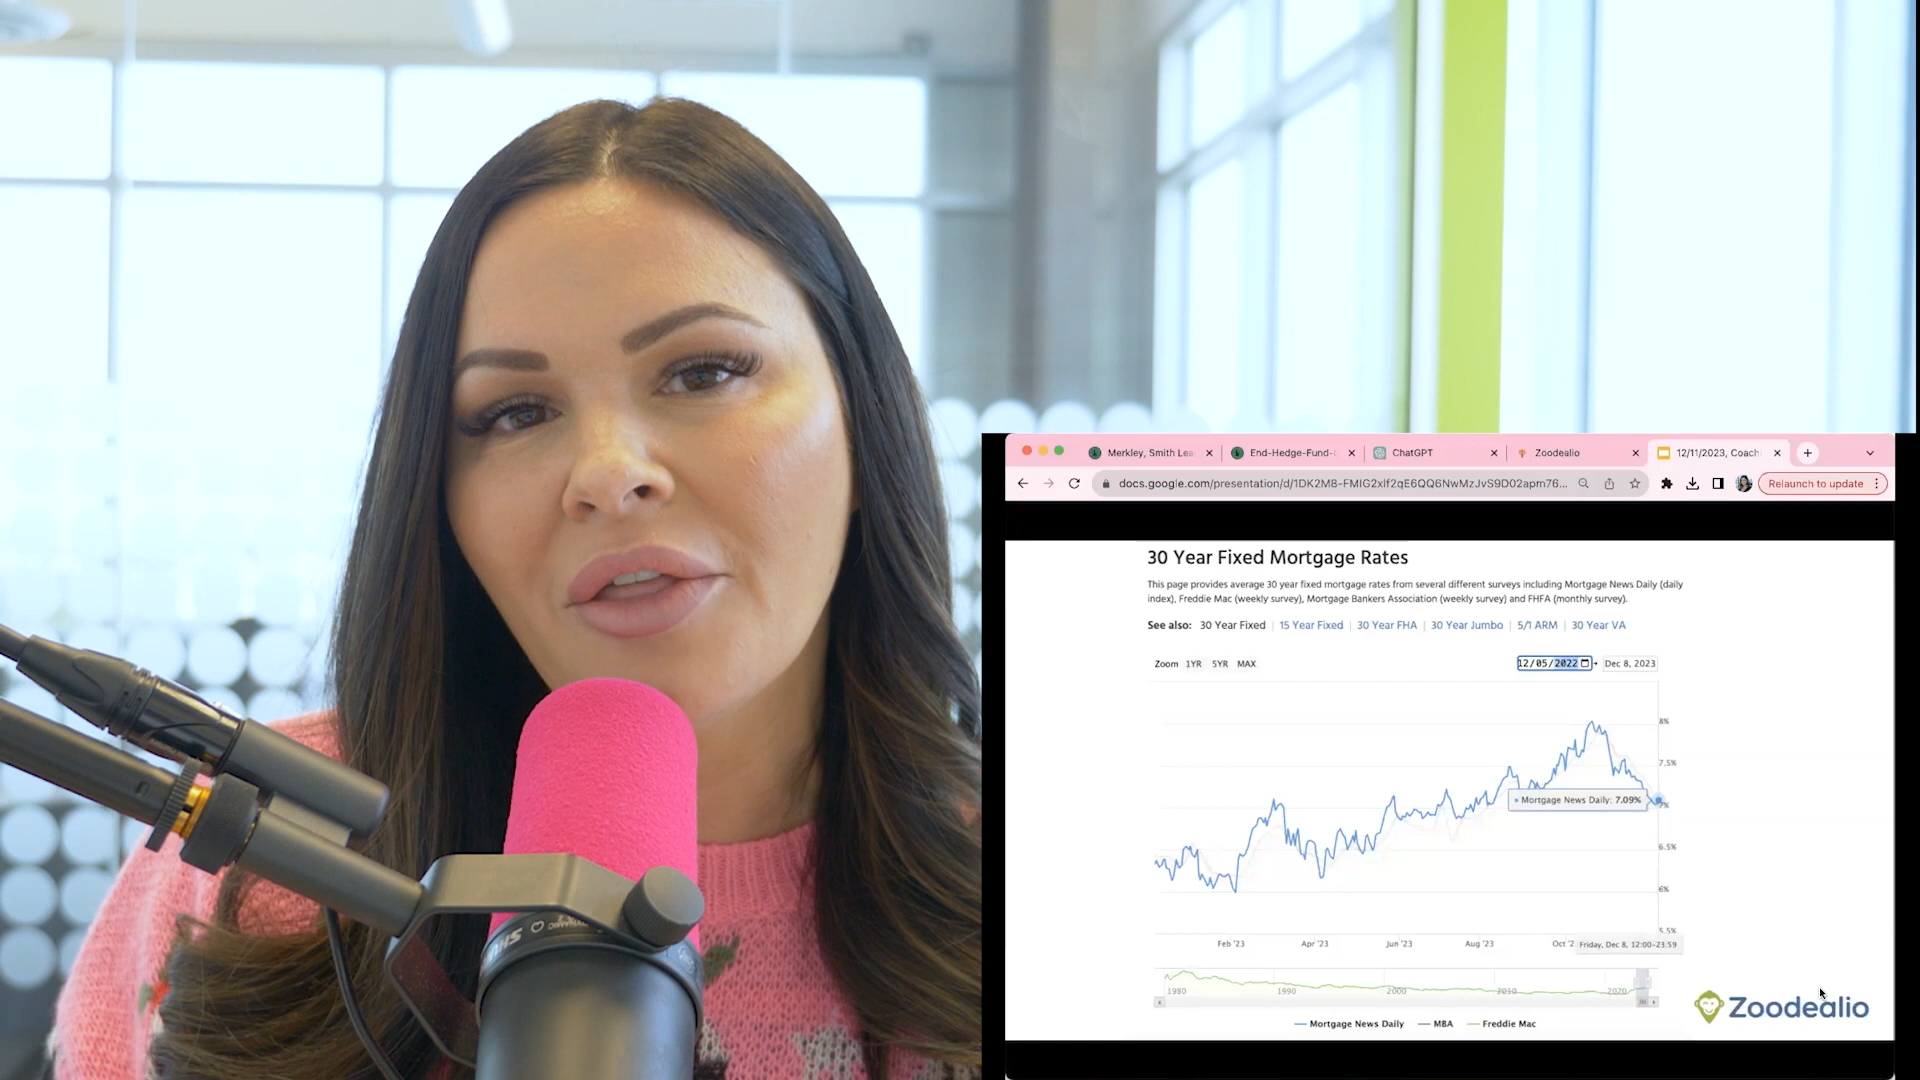 SHU
Merkley, Smith Lea
End-Hedge-Fund-
ChatGPT
Zoodealio
12/11/2023, Coach
docs.google.com/presentation/d/1DK2M8-FMIG2xlf2qE6QQ6NwMzJvS9D02apm76...
Relaunch to update
30 Year Fixed Mortgage Rates
This page provides average 30 year fixed mortgage rates from several different surveys including Mortgage News Daily (daily
index), Freddie Mac (weekly survey), Mortgage Bankers Association (weekly survey) and FHFA (monthly survey).
See also: 30 Year Fixed | 15 Year Fixed | 30 Year FHA | 30 Year Jumbo | 5/1 ARM | 30 Year VA
Zoom 1YR 5YR MAX
12/05/2022 → Dec 8, 2023
8%
7.5%
Mortgage News Daily: 7.09%
7%
6.5%
6%
5.5%
Feb '23 Apr '23 Jun '23 Aug '23 Oct '2
Friday, Dec 8, 12:00-23:59
1980 1990 2000 2010 2020
Mortgage News Daily MBA Freddie Mac
Zoodealio